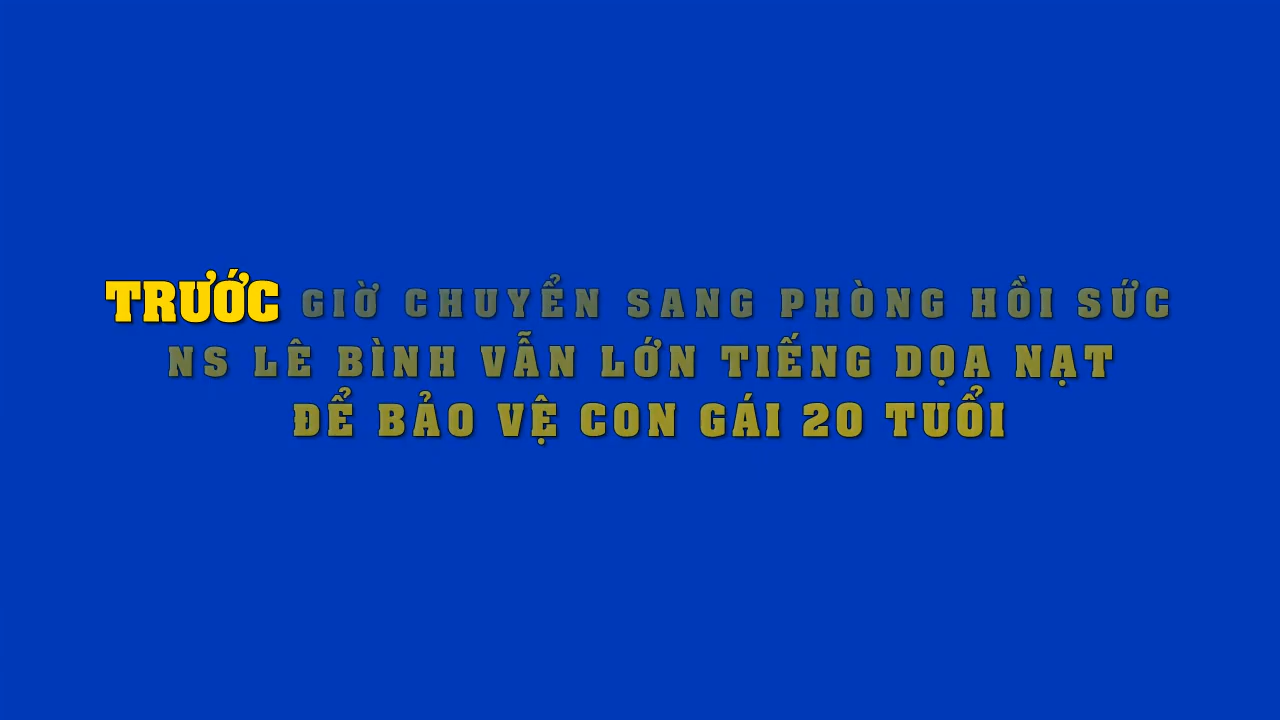 TRƯỚC GIỜ CHUYỂN SANG PHÒNG HỒI SỨC
NS LÊ BÌNH VẪN LỚN TIẾNG DỌA NẠT
ĐỂ BẢO VỆ CON GÁI 20 TUỔI